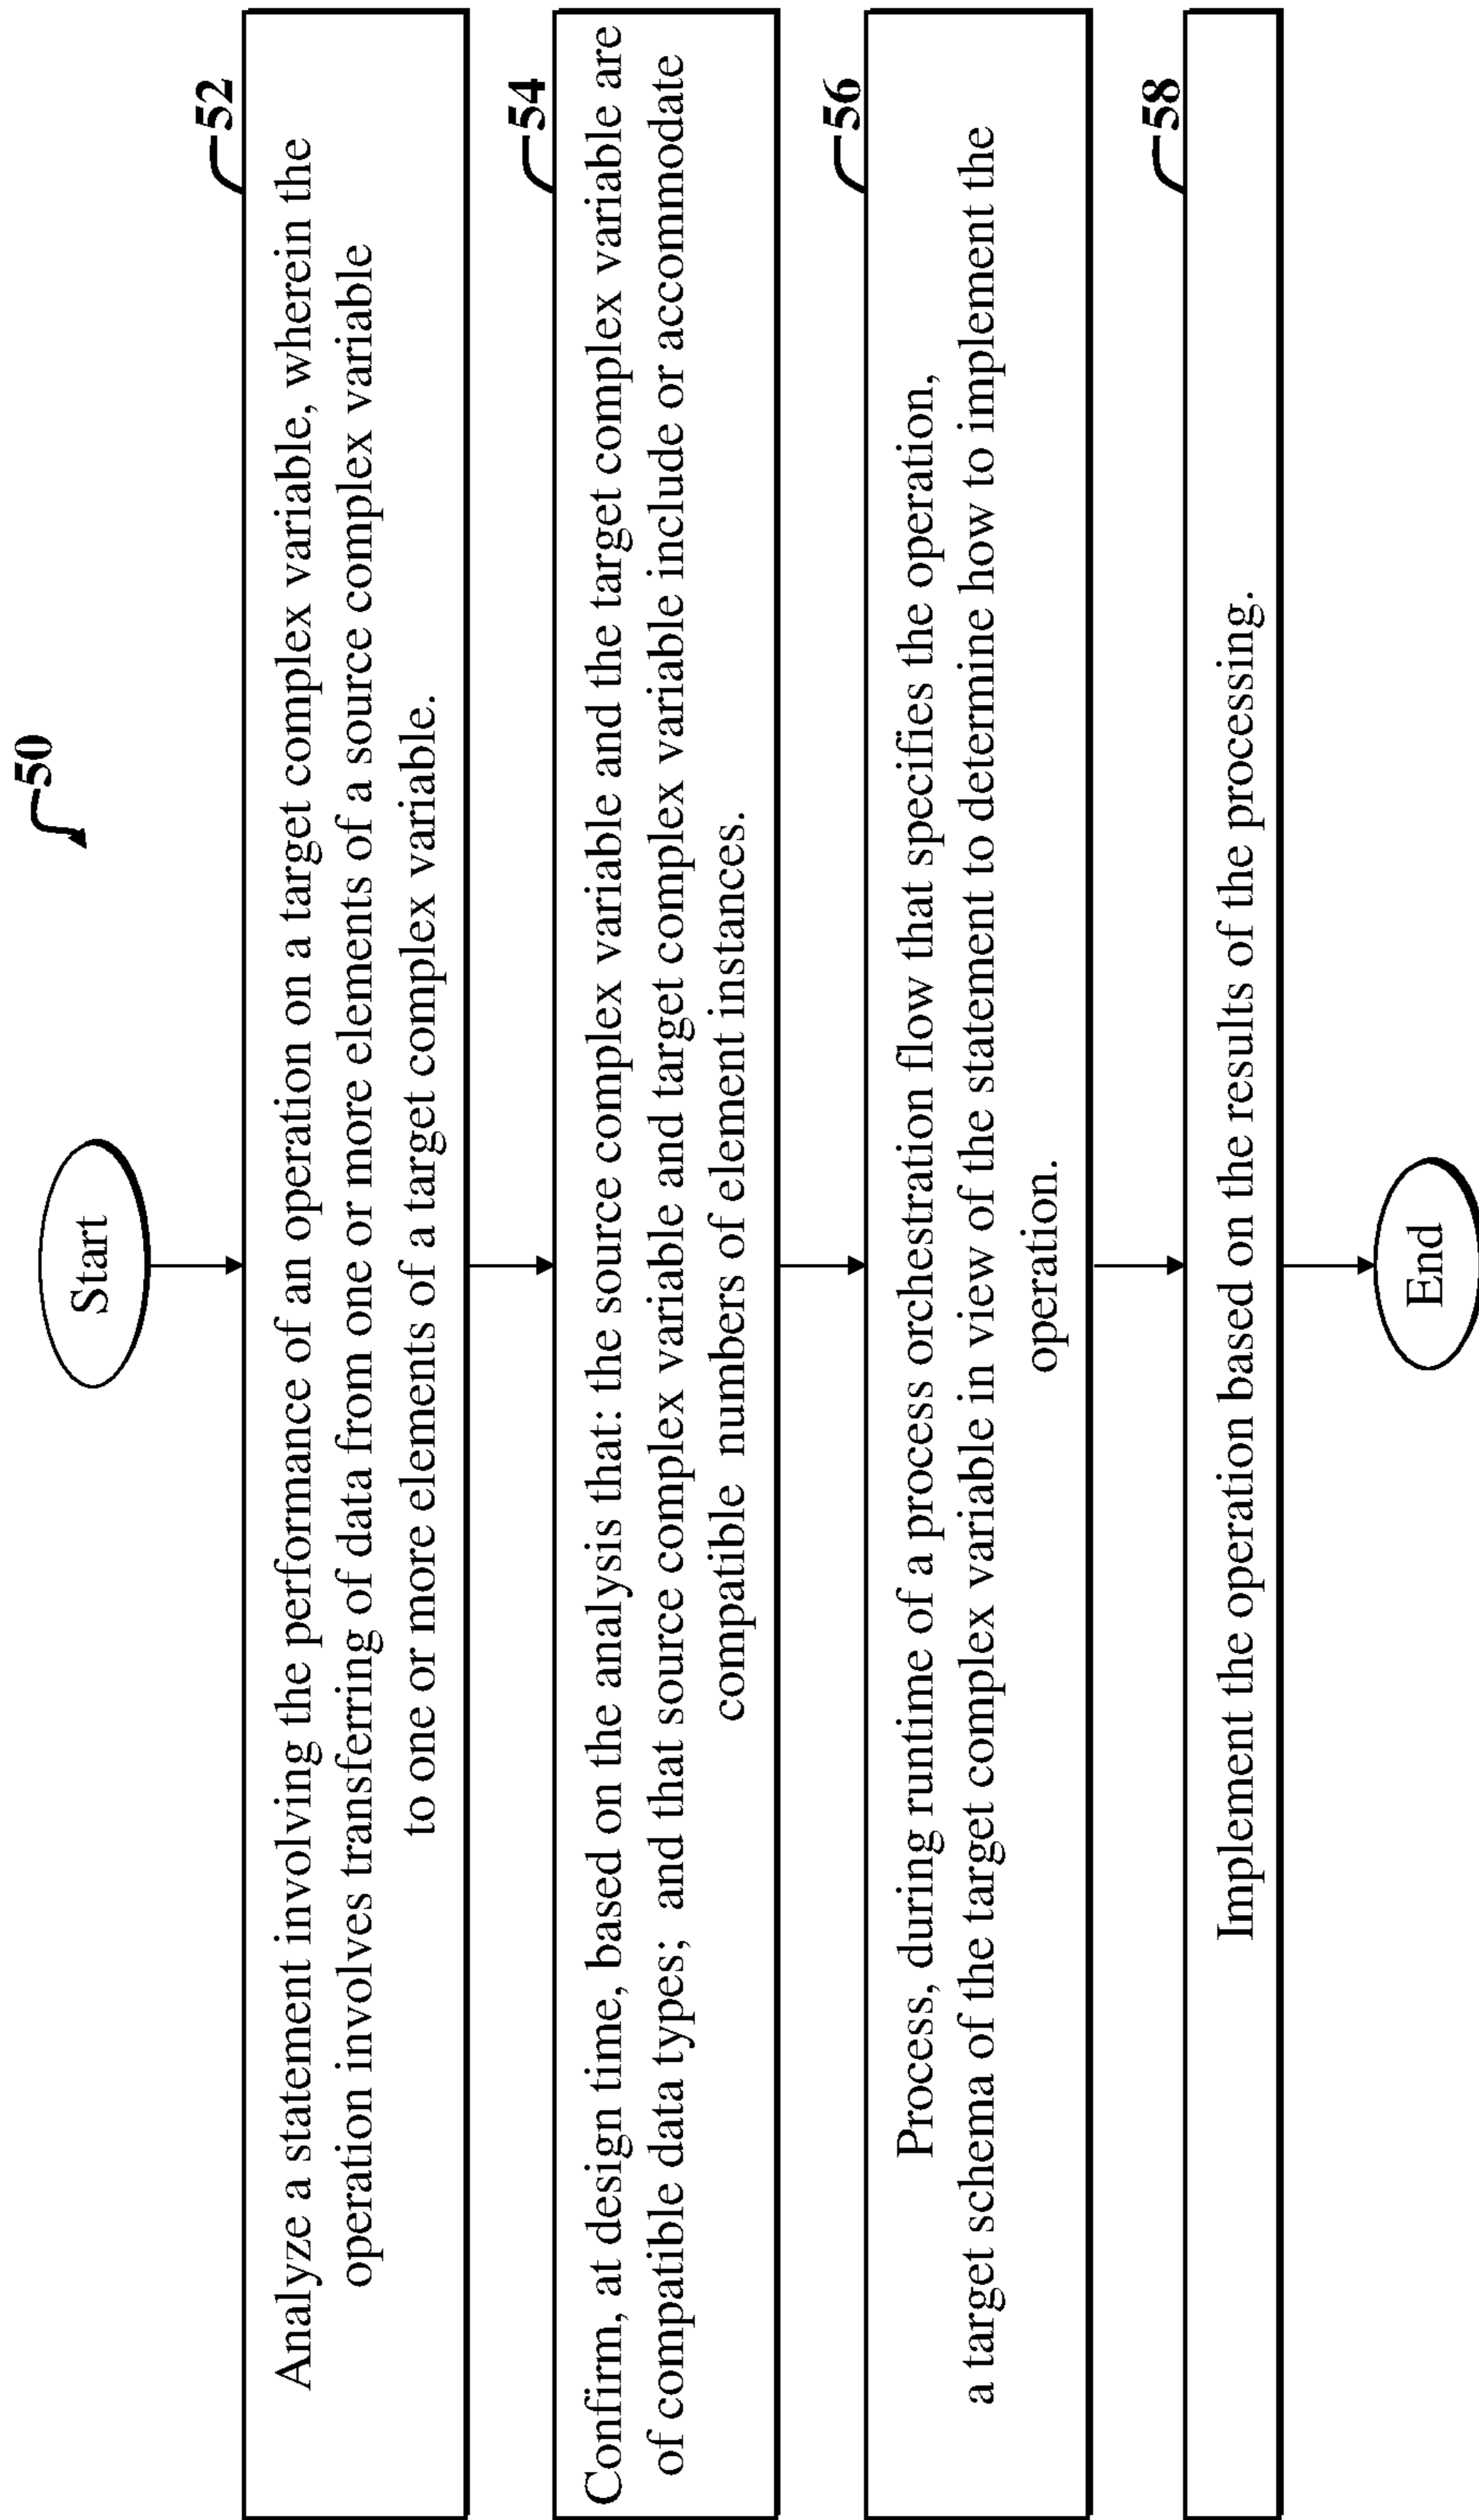 50
Start
52
Analyze a statement involving the performance of an operation on a target complex variable, wherein the
operation involves transferring of data from one or more elements of a source complex variable
to one or more elements of a target complex variable.
54
Confirm, at design time, based on the analysis that: the source complex variable and the target complex variable are
of compatible data types; and that source complex variable and target complex variable include or accommodate
compatible numbers of element instances.
56
Process, during runtime of a process orchestration flow that specifies the operation,
a target schema of the target complex variable in view of the statement to determine how to implement the
operation.
58
Implement the operation based on the results of the processing.
End